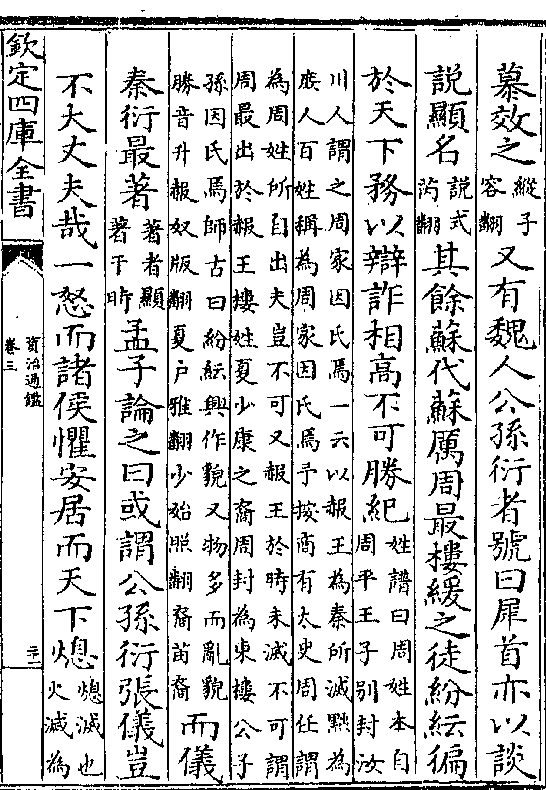 慕效之縱子容翻又有魏人公孫衍者號曰犀首亦以談
說顯名說式芮翻其餘蘇代蘇厲周最樓緩之徒紛紜徧
於天下務以辯詐相高不可勝紀姓譜曰周姓本自周平王子別封汝
川人謂之周家因氏焉一云以赧王為秦所滅黜為
庶人百姓稱為周家因氏焉予按商有太史周任謂
為周姓所自出夫豈不可又赧王於時未滅不可謂
周最出於赧王樓姓夏少康之裔周封為東樓公子
孫因氏焉師古曰紛紜興作貌又物多而亂貌
勝音升赧奴版翻夏戶雅翻少始照翻裔苗裔而儀
秦衍最著著者顯著于時孟子論之曰或謂公孫衍張儀豈
不大丈夫哉一怒而諸侯懼安居而天下熄熄滅也火滅為
欽定四庫全書
資治通鑑
卷三